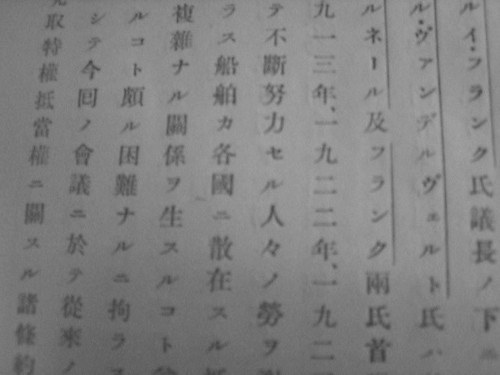 ルイ・フランク氏議長ノ下ニ
ル・ヴァンデルヴェルト氏ハ
ルネール及フランク兩氏首
九一三年、一九二二年、一九二
テ不斷努力セル人々ノ勞ヲ
ラス船舶カ各國ニ散在スル
複雜ナル關係ヲ生スルコト
ルコト頗ル困難ナルニ拘ラス
シテ今回ノ會議ニ於テ從來ノ
取特權抵當權ニ關スル諸條約